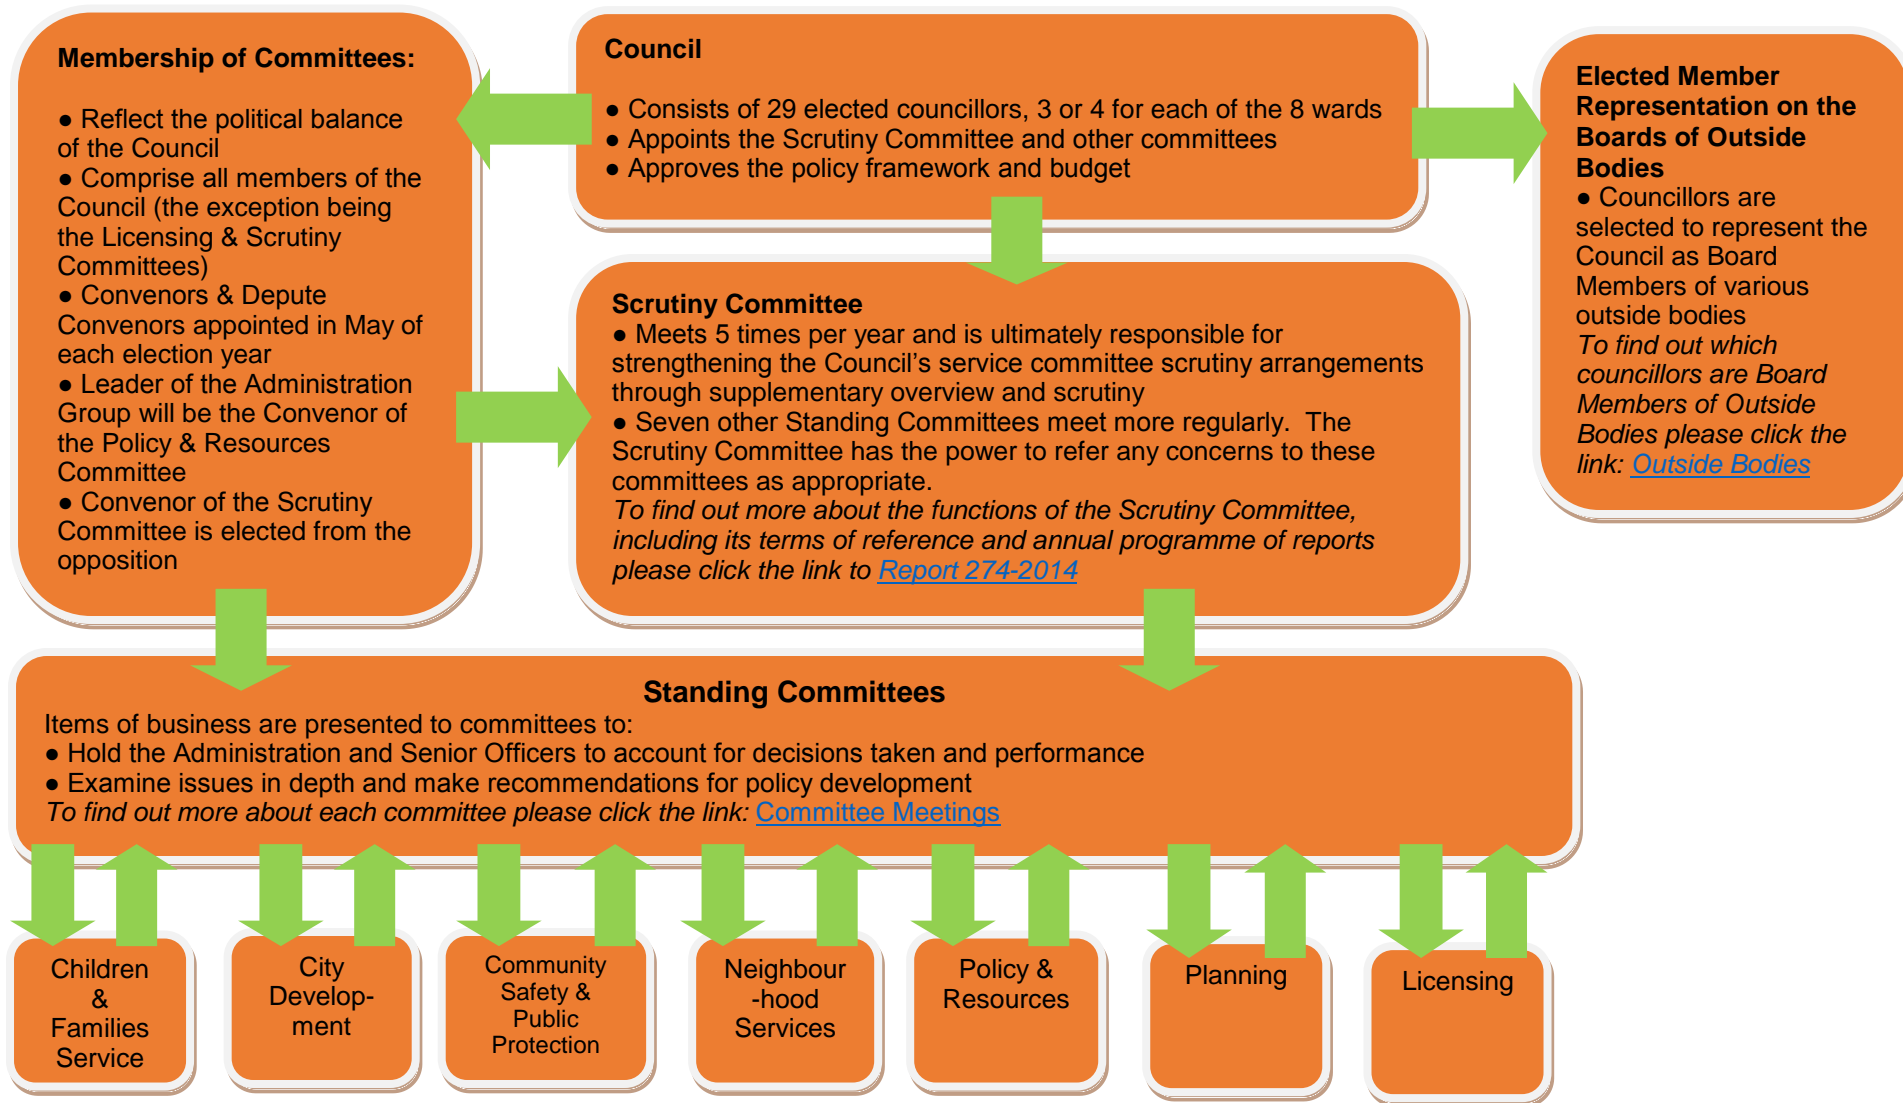 Membership of Committees:
● Reflect the political balance
of the Council
● Comprise all members of the
Council (the exception being
the Licensing & Scrutiny
Committees)
● Convenors & Depute
Convenors appointed in May of
each election year
● Leader of the Administration
Group will be the Convenor of
the Policy & Resources
Committee
● Convenor of the Scrutiny
Committee is elected from the
opposition
Council
● Consists of 29 elected councillors, 3 or 4 for each of the 8 wards
● Appoints the Scrutiny Committee and other committees
● Approves the policy framework and budget
Elected Member
Representation on the
Boards of Outside
Bodies
● Councillors are
selected to represent the
Council as Board
Members of various
outside bodies
To find out which
councillors are Board
Members of Outside
Bodies please click the
link: Outside Bodies
Scrutiny Committee
● Meets 5 times per year and is ultimately responsible for
strengthening the Council’s service committee scrutiny arrangements
through supplementary overview and scrutiny
● Seven other Standing Committees meet more regularly. The
Scrutiny Committee has the power to refer any concerns to these
committees as appropriate.
To find out more about the functions of the Scrutiny Committee,
including its terms of reference and annual programme of reports
please click the link to Report 274-2014
Standing Committees
Items of business are presented to committees to:
● Hold the Administration and Senior Officers to account for decisions taken and performance
● Examine issues in depth and make recommendations for policy development
To find out more about each committee please click the link: Committee Meetings
Children
&
Families
Service
City
Develop-
ment
Community
Safety &
Public
Protection
Neighbour
-hood
Services
Policy &
Resources
Planning
Licensing